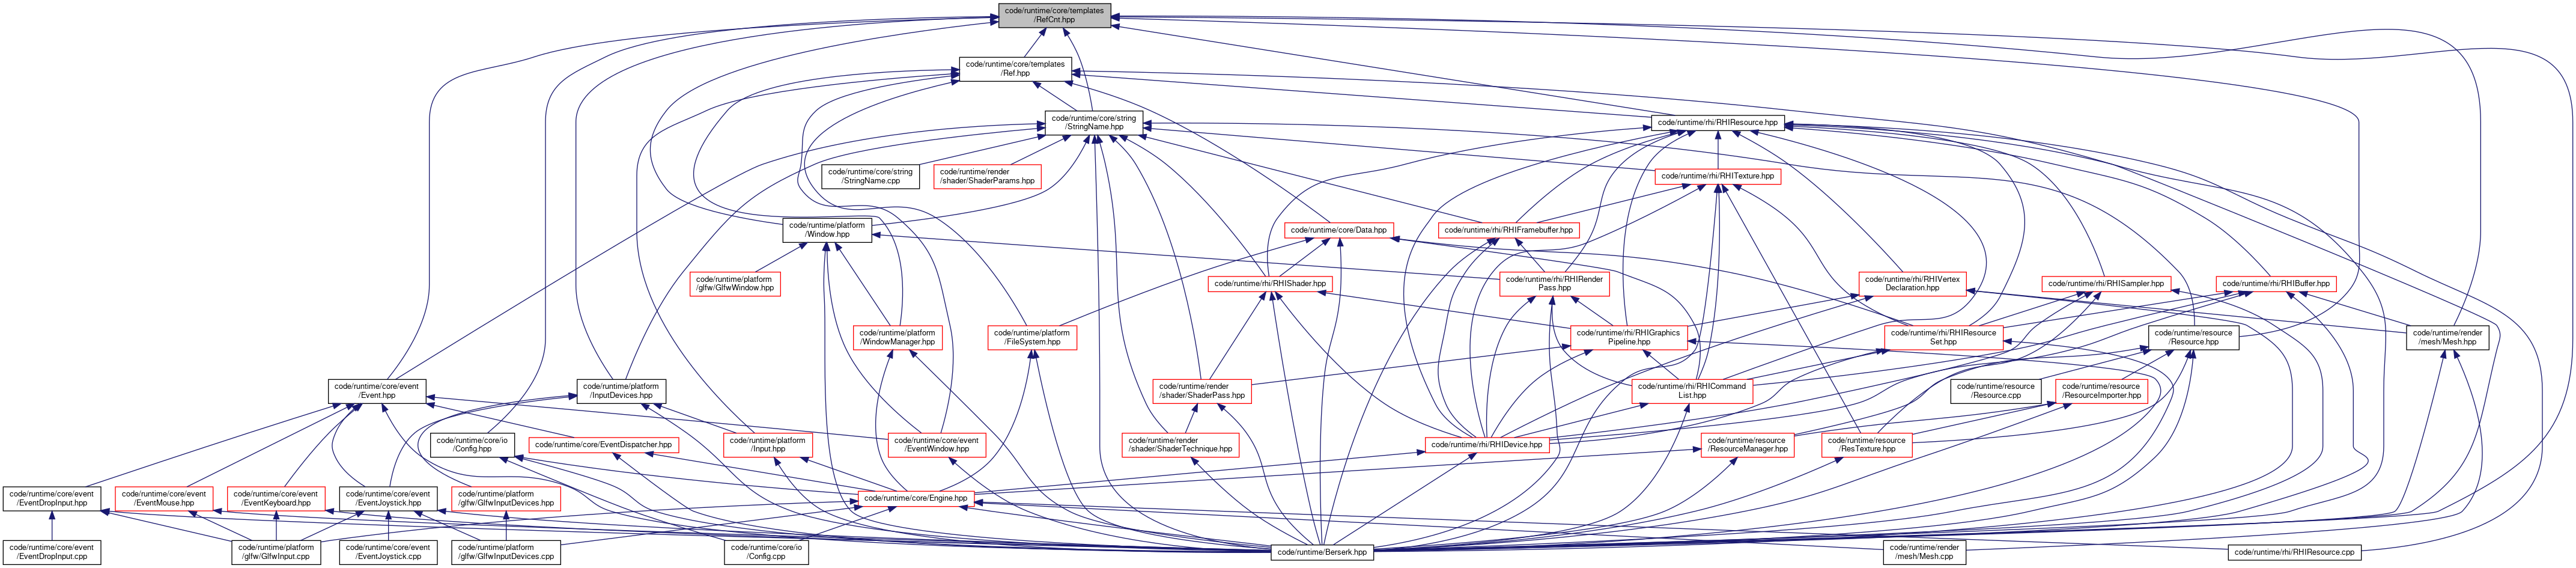 code/runtime/core/templates
/RefCnt.hpp
code/runtime/core/templates
/Ref.hpp
code/runtime/core/string
/StringName.hpp
code/runtime/rhi/RHIResource.hpp
code/runtime/core/string
/StringName.cpp
code/runtime/render
/shader/ShaderParams.hpp
code/runtime/rhi/RHITexture.hpp
code/runtime/platform
/Window.hpp
code/runtime/core/Data.hpp
code/runtime/rhi/RHIFramebuffer.hpp
code/runtime/platform
/glfw/GlfwWindow.hpp
code/runtime/rhi/RHIShader.hpp
code/runtime/rhi/RHIRender
Pass.hpp
code/runtime/rhi/RHIVertex
Declaration.hpp
code/runtime/rhi/RHISampler.hpp
code/runtime/rhi/RHIBuffer.hpp
code/runtime/platform
/WindowManager.hpp
code/runtime/platform
/FileSystem.hpp
code/runtime/rhi/RHIGraphics
Pipeline.hpp
code/runtime/rhi/RHIResource
Set.hpp
code/runtime/resource
/Resource.hpp
code/runtime/render
/mesh/Mesh.hpp
code/runtime/core/event
/Event.hpp
code/runtime/platform
/InputDevices.hpp
code/runtime/render
/shader/ShaderPass.hpp
code/runtime/rhi/RHICommand
List.hpp
code/runtime/resource
/Resource.cpp
code/runtime/resource
/ResourceImporter.hpp
code/runtime/core/io
/Config.hpp
code/runtime/core/EventDispatcher.hpp
code/runtime/platform
/Input.hpp
code/runtime/core/event
/EventWindow.hpp
code/runtime/render
/shader/ShaderTechnique.hpp
code/runtime/rhi/RHIDevice.hpp
code/runtime/resource
/ResourceManager.hpp
code/runtime/resource
/ResTexture.hpp
code/runtime/core/event
/EventDropInput.hpp
code/runtime/core/event
/EventMouse.hpp
code/runtime/core/event
/EventKeyboard.hpp
code/runtime/core/event
/EventJoystick.hpp
code/runtime/platform
/glfw/GlfwInputDevices.hpp
code/runtime/core/Engine.hpp
code/runtime/core/event
/EventDropInput.cpp
code/runtime/platform
/glfw/GlfwInput.cpp
code/runtime/core/event
/EventJoystick.cpp
code/runtime/platform
/glfw/GlfwInputDevices.cpp
code/runtime/core/io
/Config.cpp
code/runtime/Berserk.hpp
code/runtime/render
/mesh/Mesh.cpp
code/runtime/rhi/RHIResource.cpp